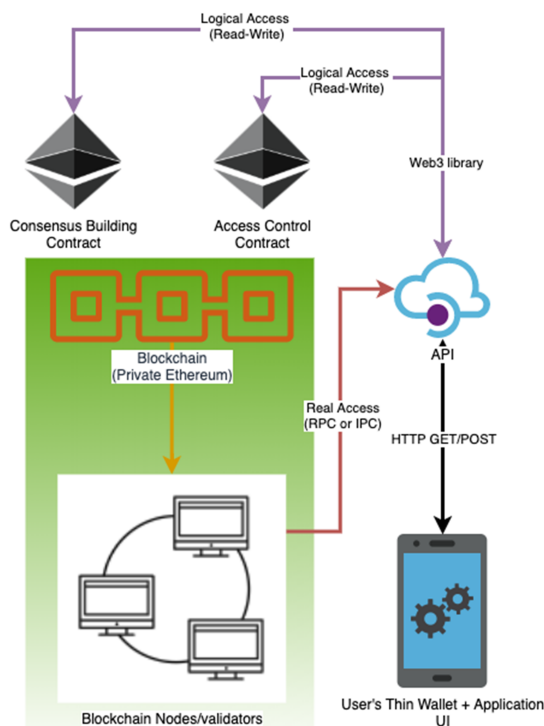 Logical Access
(Read-Write)
Logical Access
(Read-Write)
Web3 library
Consensus Building
Contract
Access Control
Contract
API
Blockchain
(Private Ethereum)
Real Access
(RPC or IPC)
HTTP GET/POST
User's Thin Wallet + Application
UI
Blockchain Nodes/validators